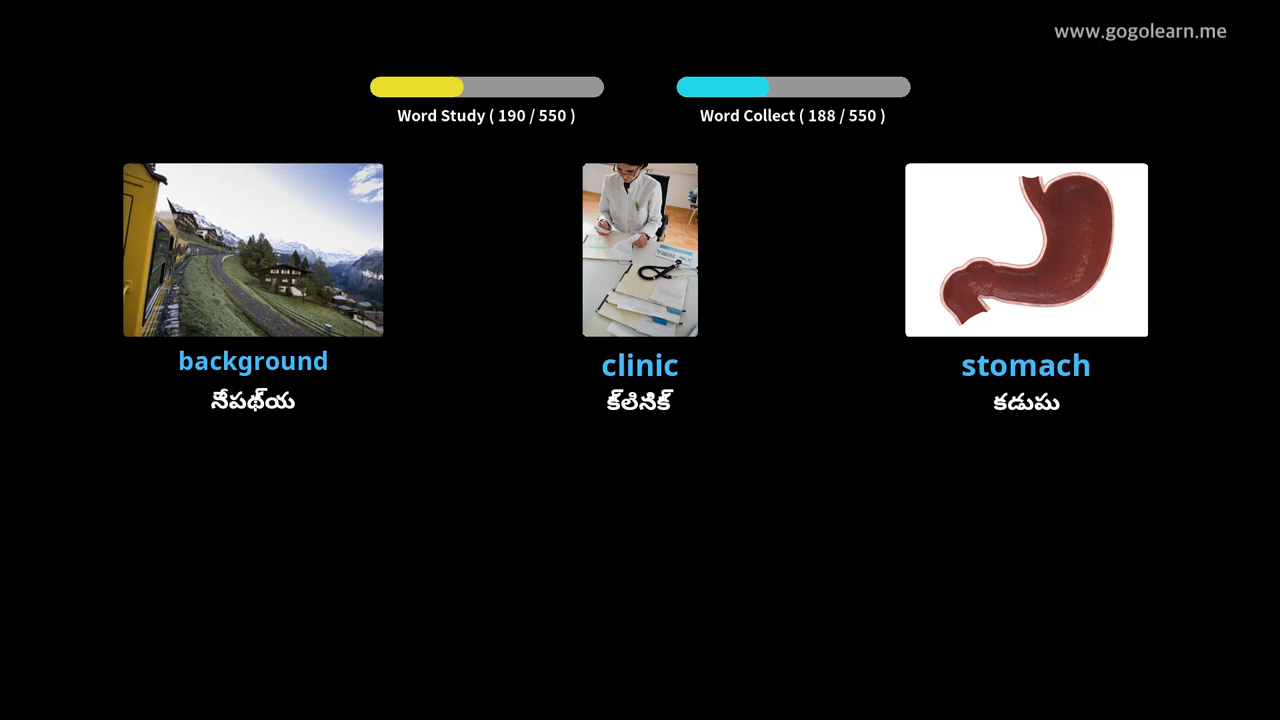 www.gogolearn.me
Word Study ( 190 / 550 )
Word Collect ( 188 / 550 )
background
clinic
stomach
నేపథ్య
క్లినిక్
కడుపు